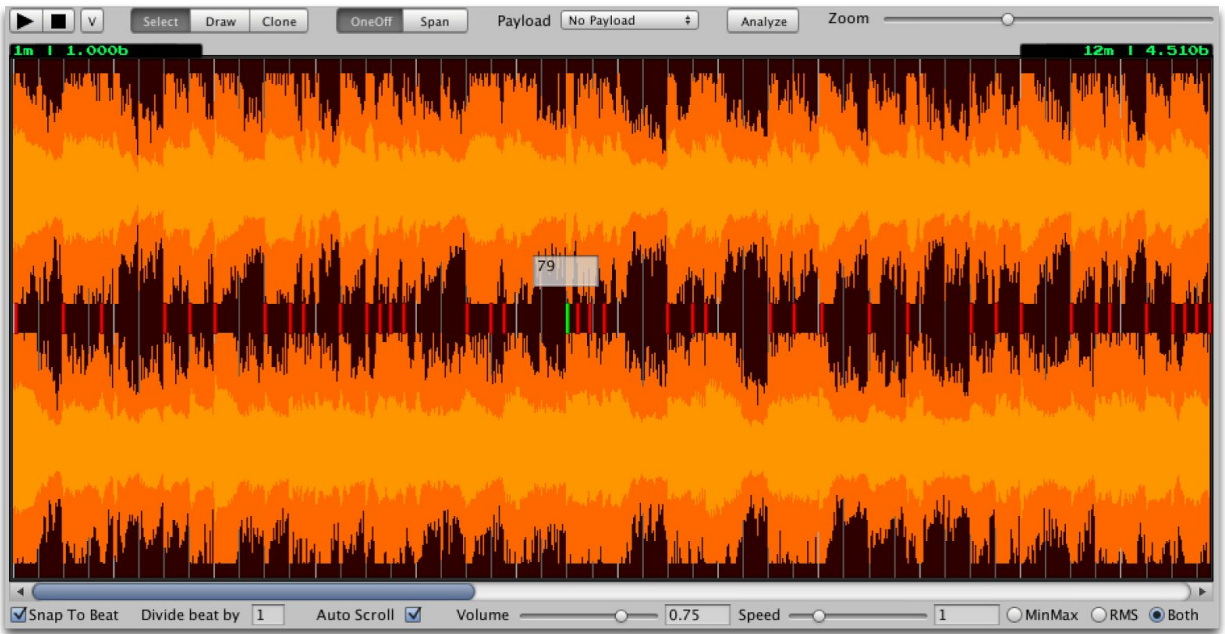 V Select Draw Clone OneOff Span Payload No Payload Analyze Zoom
1m | 1.000b 12m | 4.510b
79
Snap To Beat Divide beat by 1 Auto Scroll Volume 0.75 Speed 1 MinMax RMS Both